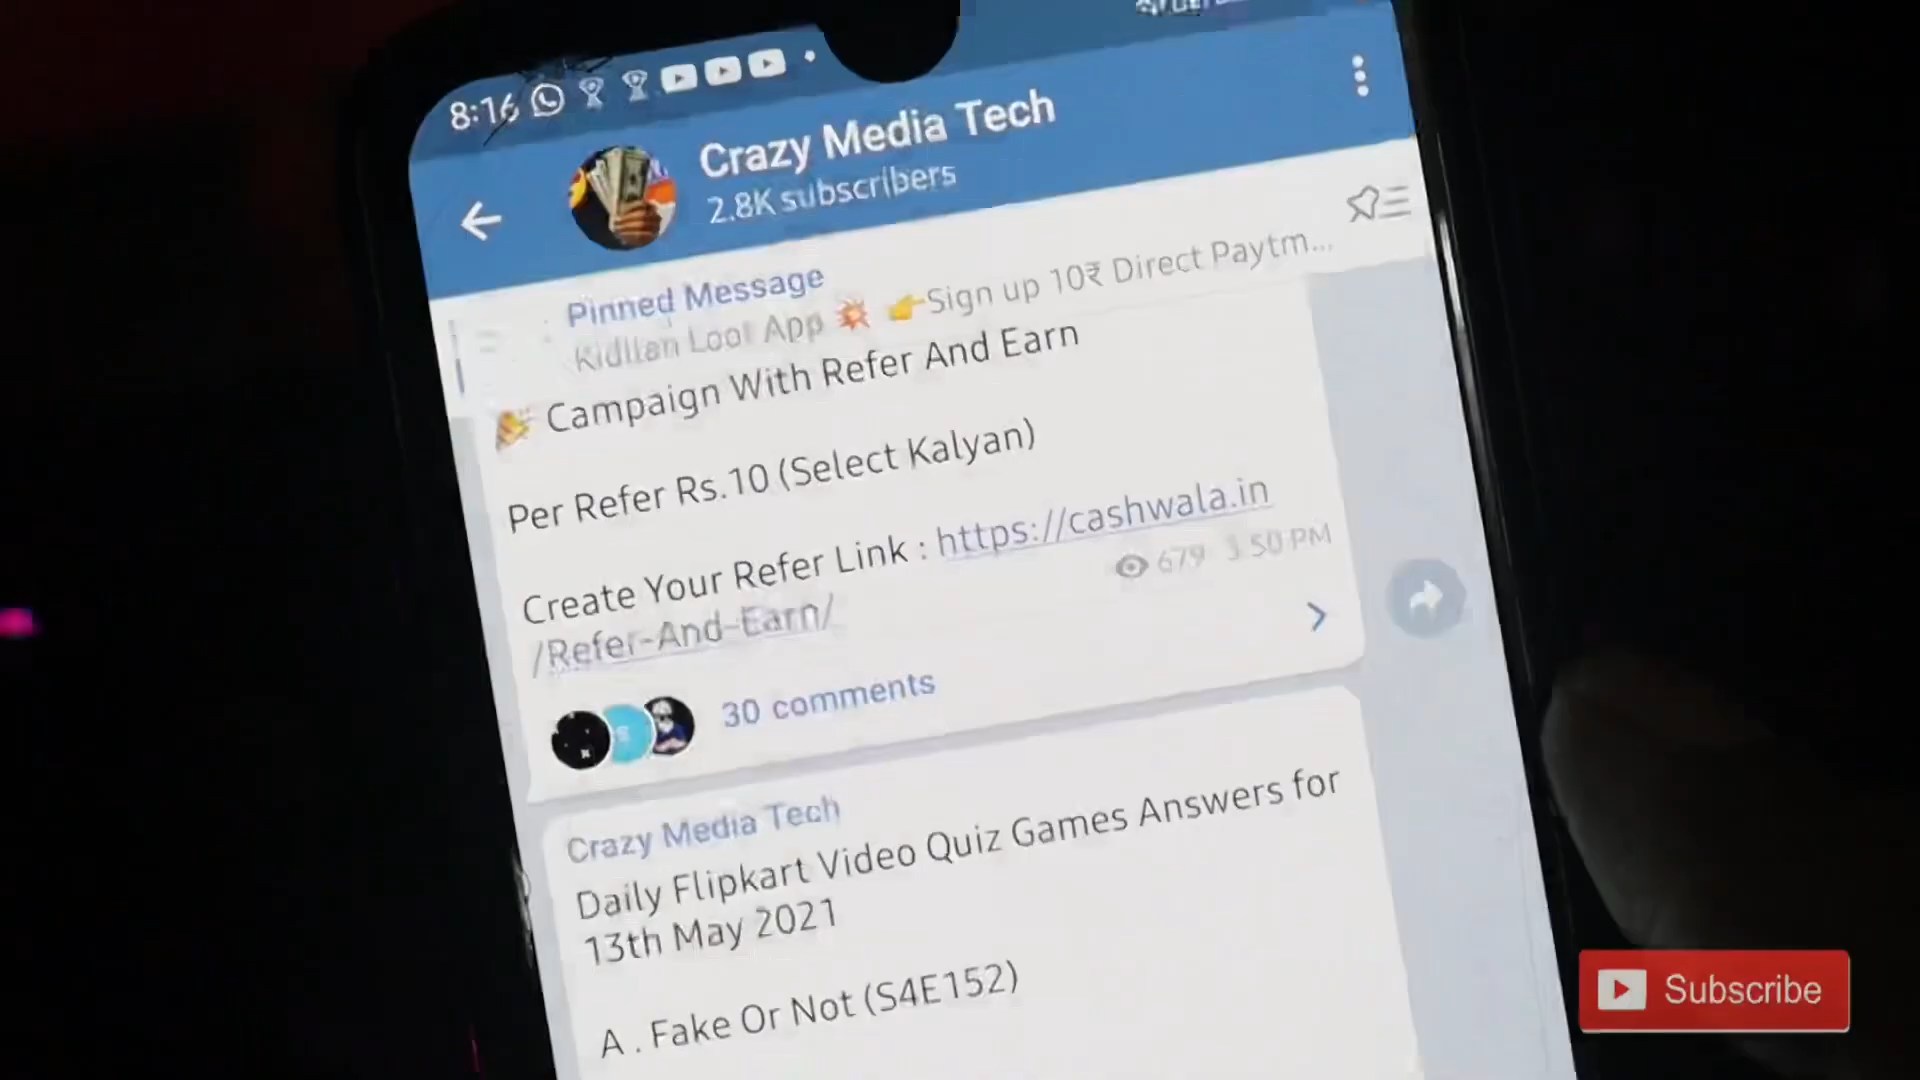 8:16
Crazy Media Tech
2.8K subscribers
Pinned Message
Loot App 💥 👉Sign up 10₹ Direct Paytm...
🎉 Campaign With Refer And Earn
Per Refer Rs.10 (Select Kalyan)
Create Your Refer Link : https://cashwala.in
/Refer-And-Earn/
679 3:50 PM
30 comments
Crazy Media Tech
Daily Flipkart Video Quiz Games Answers for
13th May 2021
A . Fake Or Not (S4E152)
Subscribe